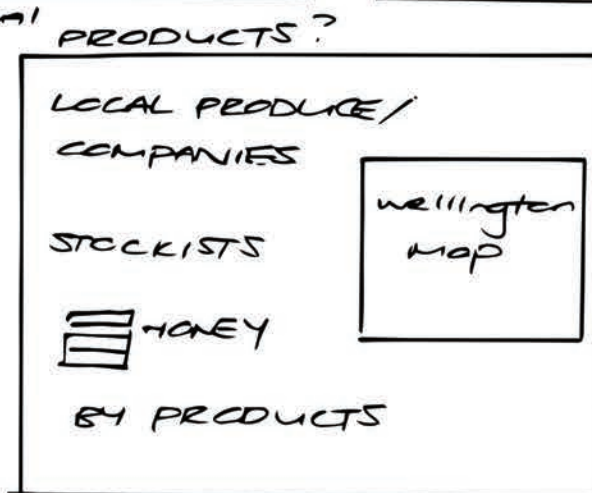 PRODUCTS?
LOCAL PRODUCE/
COMPANIES
wellington
map
STOCKISTS
HONEY
BY PRODUCTS